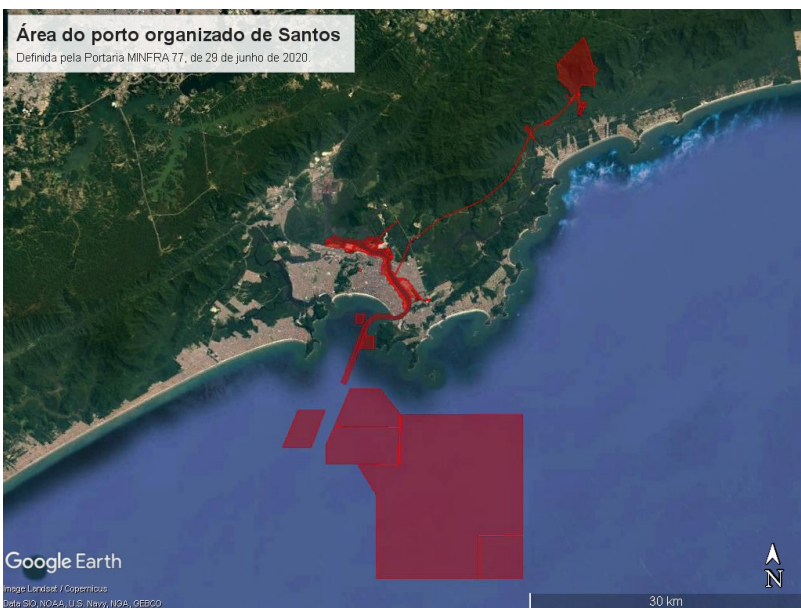 Área do porto organizado de Santos
Definida pela Portaria MINFRA 77, de 29 de junho de 2020.
Google Earth
Image Landsat / Copernicus
Data SIO, NOAA, U.S. Navy, NGA, GEBCO
30 km
N